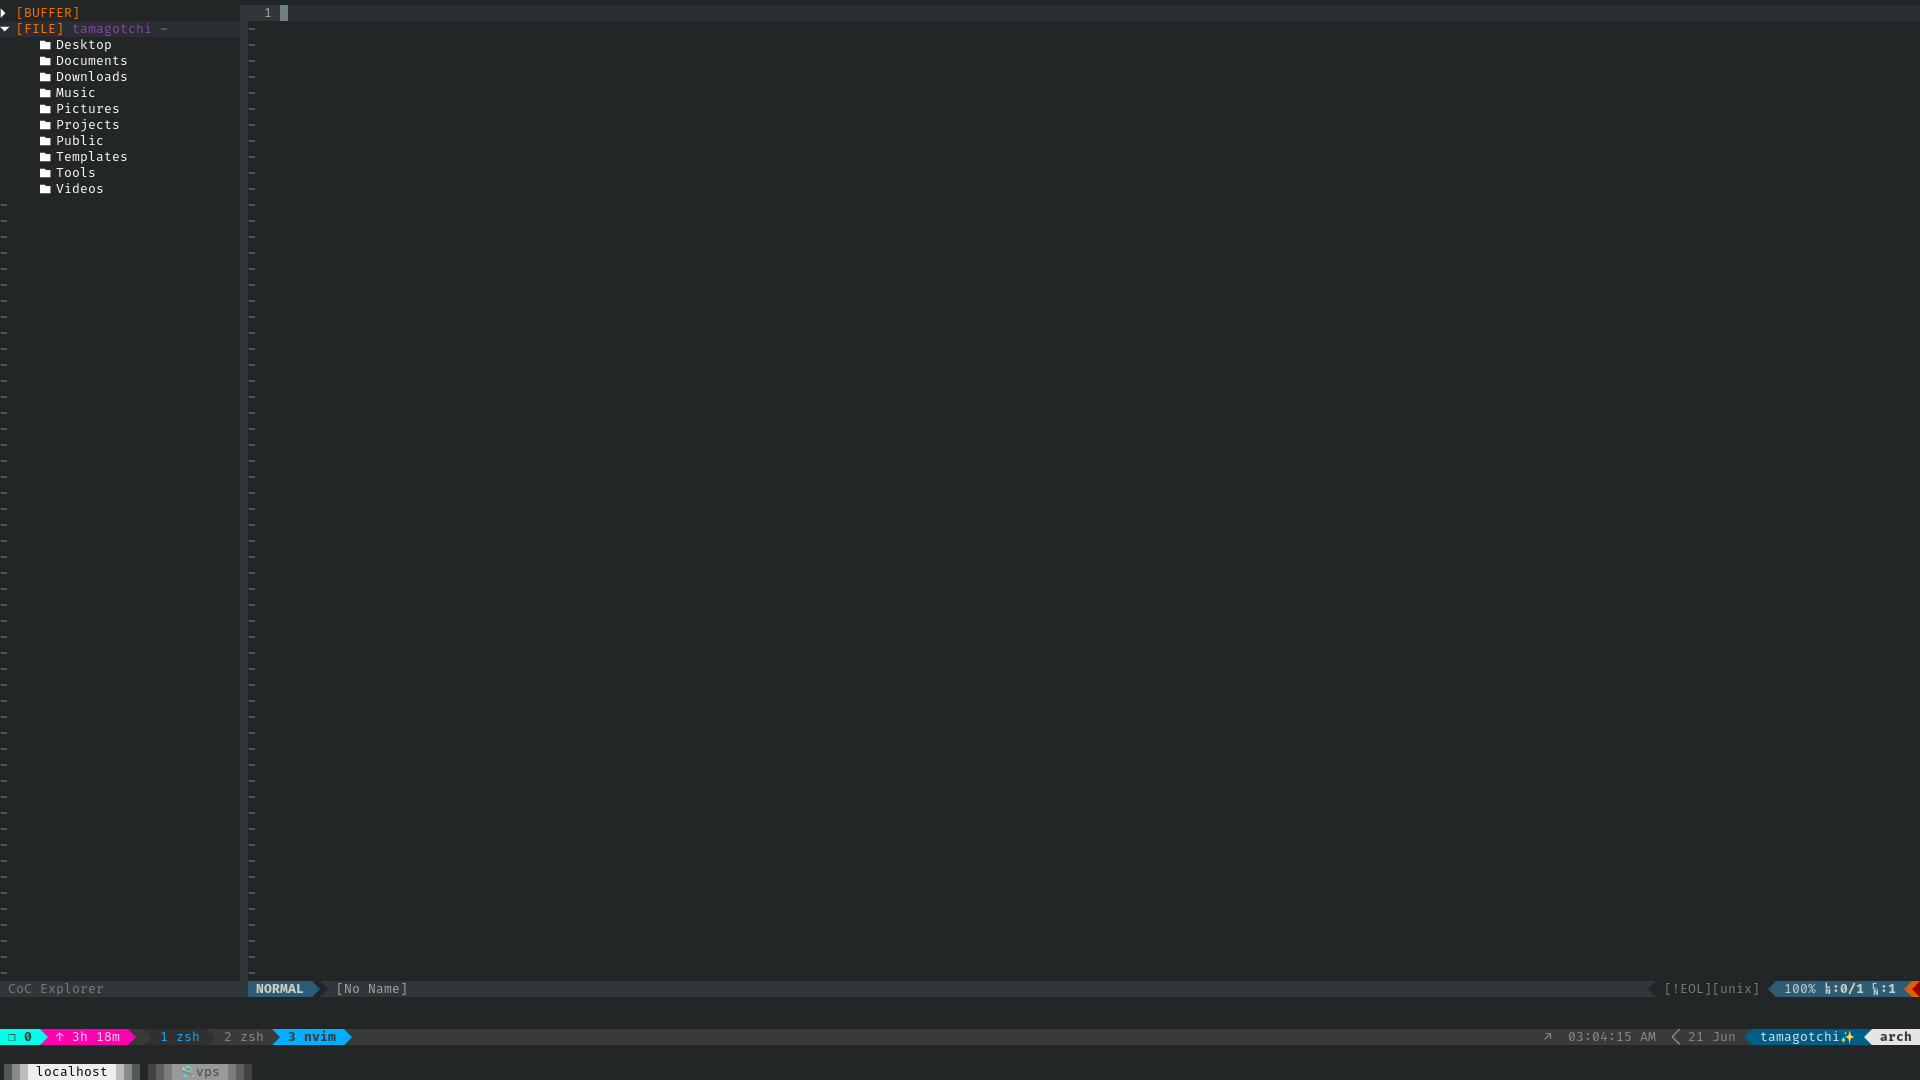 [BUFFER]
[FILE] tamagotchi ~
Desktop
Documents
Downloads
Music
Pictures
Projects
Public
Templates
Tools
Videos
1
CoC Explorer
NORMAL [No Name] [!EOL][unix] 100% ㏑:0/1 ℅:1
❐ 0 ↑ 3h 18m 1 zsh 2 zsh 3 nvim ↗ 03:04:15 AM 21 Jun tamagotchi✨ arch
localhost vps